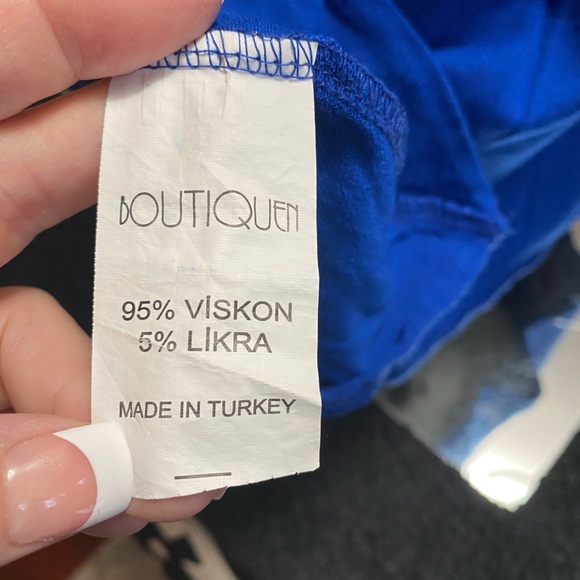 BOUTIQUEN
95% VİSKON
5% LİKRA
MADE IN TURKEY